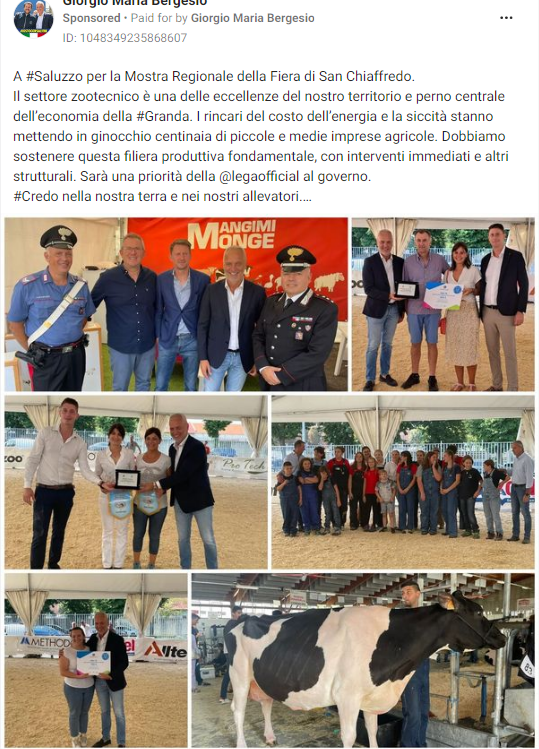 Giorgio Maria Bergesio
Sponsored • Paid for by Giorgio Maria Bergesio
ID: 1048349235868607
A #Saluzzo per la Mostra Regionale della Fiera di San Chiaffredo.
Il settore zootecnico è una delle eccellenze del nostro territorio e perno centrale
dell'economia della #Granda. I rincari del costo dell'energia e la siccità stanno
mettendo in ginocchio centinaia di piccole e medie imprese agricole. Dobbiamo
sostenere questa filiera produttiva fondamentale, con interventi immediati e altri
strutturali. Sarà una priorità della @legaofficial al governo.
#Credo nella nostra terra e nei nostri allevatori....
MANGIMI
MONGE
ZOO
Pro Tech
METHOD
Allte